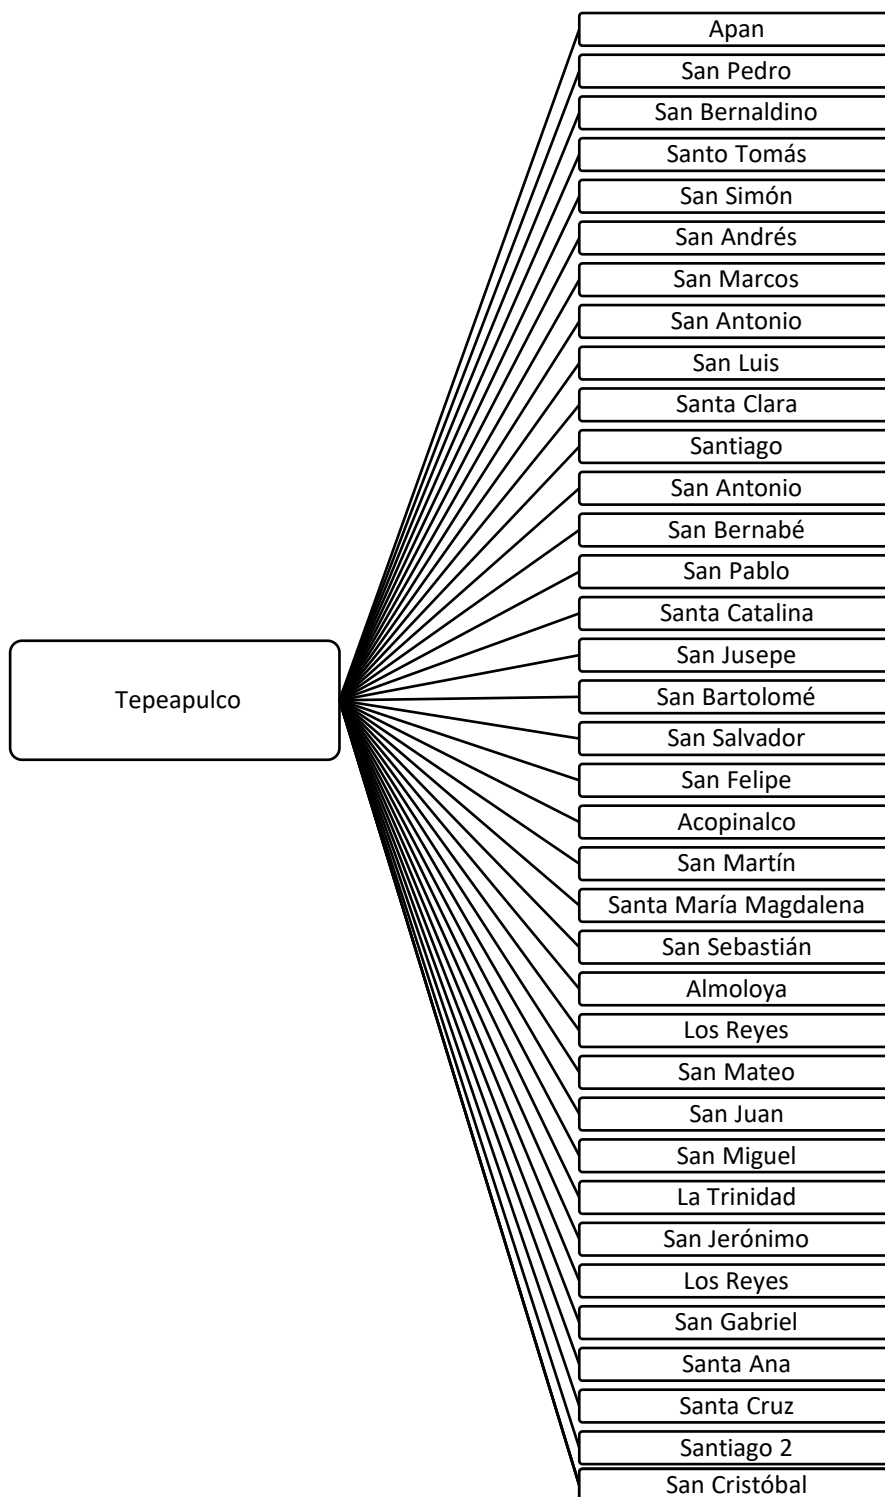 Apan
San Pedro
San Bernaldino
Santo Tomás
San Simón
San Andrés
San Marcos
San Antonio
San Luis
Santa Clara
Santiago
San Antonio
San Bernabé
San Pablo
Santa Catalina
San Jusepe
Tepeapulco
San Bartolomé
San Salvador
San Felipe
Acopinalco
San Martín
Santa María Magdalena
San Sebastián
Almoloya
Los Reyes
San Mateo
San Juan
San Miguel
La Trinidad
San Jerónimo
Los Reyes
San Gabriel
Santa Ana
Santa Cruz
Santiago 2
San Cristóbal